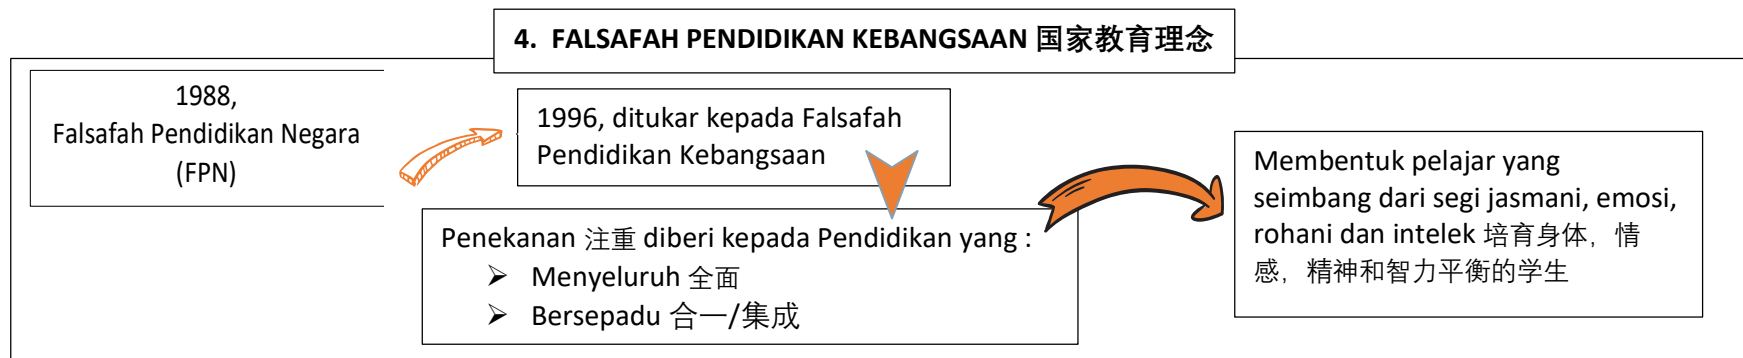 4. FALSAFAH PENDIDIKAN KEBANGSAAN 国家教育理念
1988,
Falsafah Pendidikan Negara
(FPN)
1996, ditukar kepada Falsafah
Pendidikan Kebangsaan
Penekanan 注重 diberi kepada Pendidikan yang :
➤ Menyeluruh 全面
➤ Bersepadu 合一/集成
Membentuk pelajar yang
seimbang dari segi jasmani, emosi,
rohani dan intelek 培育身体，情
感，精神和智力平衡的学生